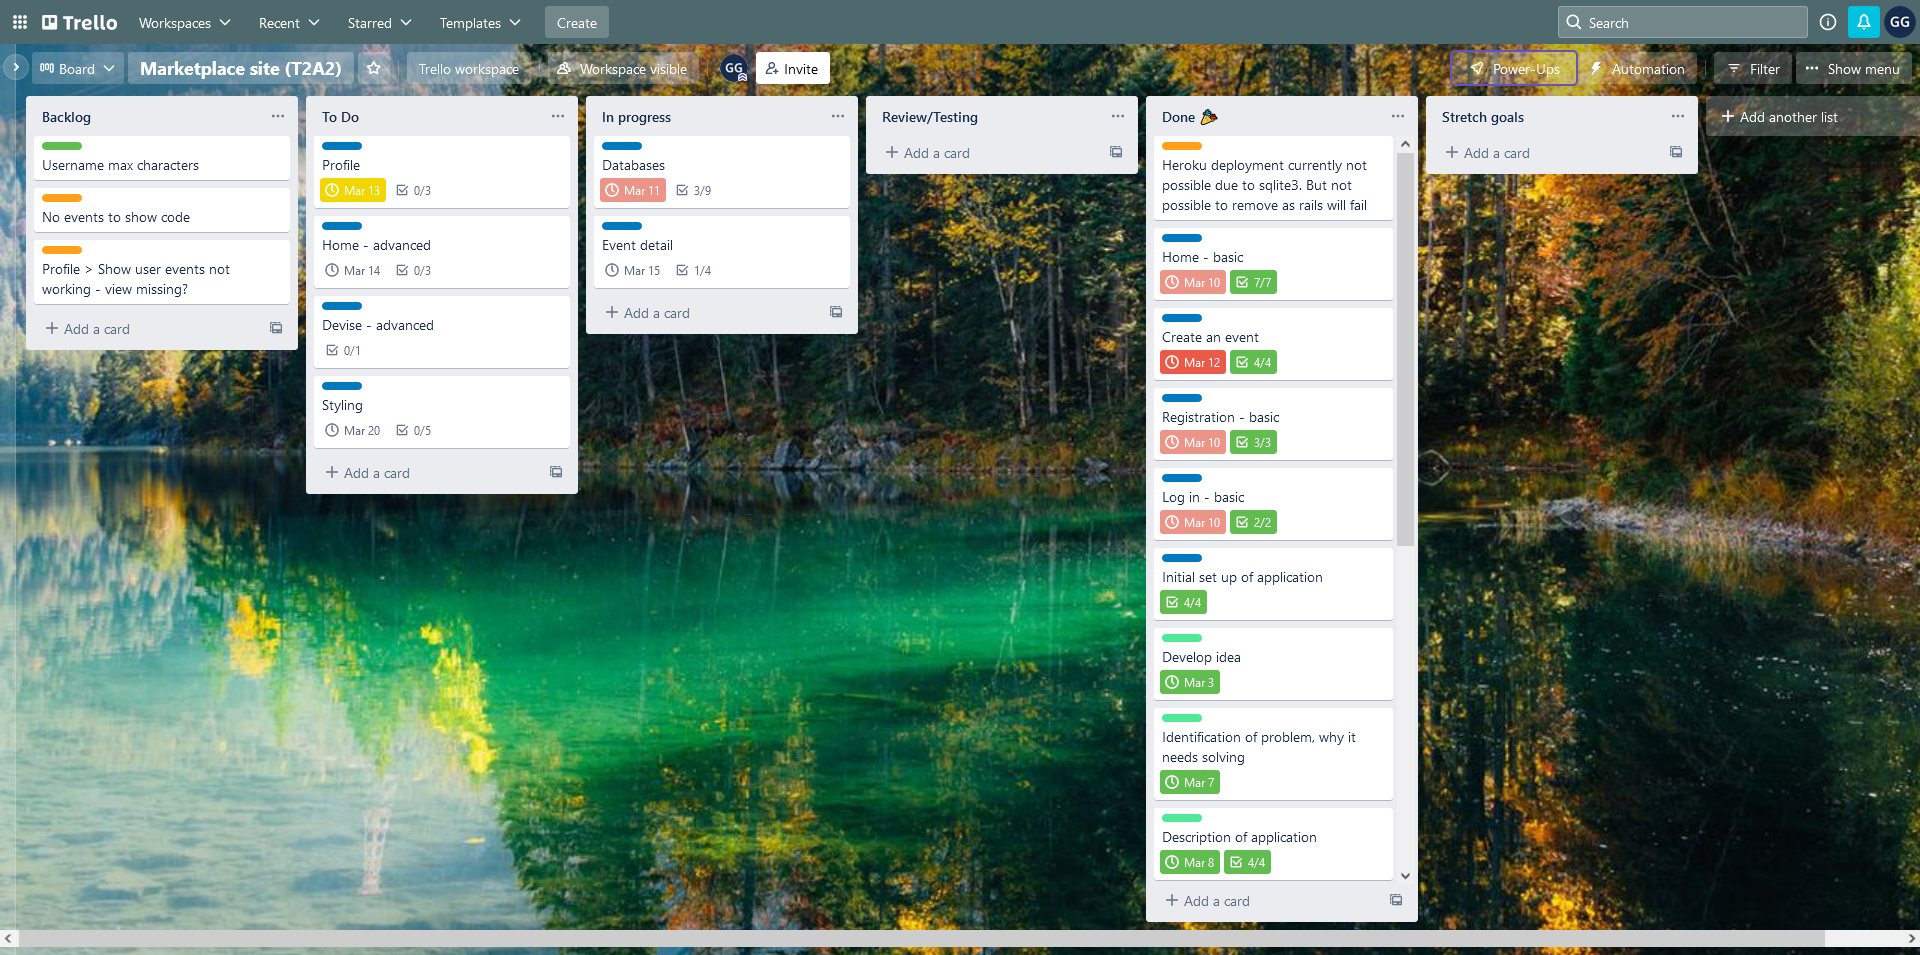 Trello
Workspaces
Recent
Starred
Templates
Create
Search
GG
Board
Marketplace site (T2A2)
Trello workspace
Workspace visible
GG
Invite
Power-Ups
Automation
Filter
Show menu
Backlog
Username max characters
No events to show code
Profile > Show user events not
working - view missing?
Add a card
To Do
Profile
Mar 13
0/3
Home - advanced
Mar 14
0/3
Devise - advanced
0/1
Styling
Mar 20
0/5
Add a card
In progress
Databases
Mar 11
3/9
Event detail
Mar 15
1/4
Add a card
Review/Testing
Add a card
Done 🎉
Heroku deployment currently not
possible due to sqlite3. But not
possible to remove as rails will fail
Home - basic
Mar 10
7/7
Create an event
Mar 12
4/4
Registration - basic
Mar 10
3/3
Log in - basic
Mar 10
2/2
Initial set up of application
4/4
Develop idea
Mar 3
Identification of problem, why it
needs solving
Mar 7
Description of application
Mar 8
4/4
Add a card
Stretch goals
Add a card
Add another list